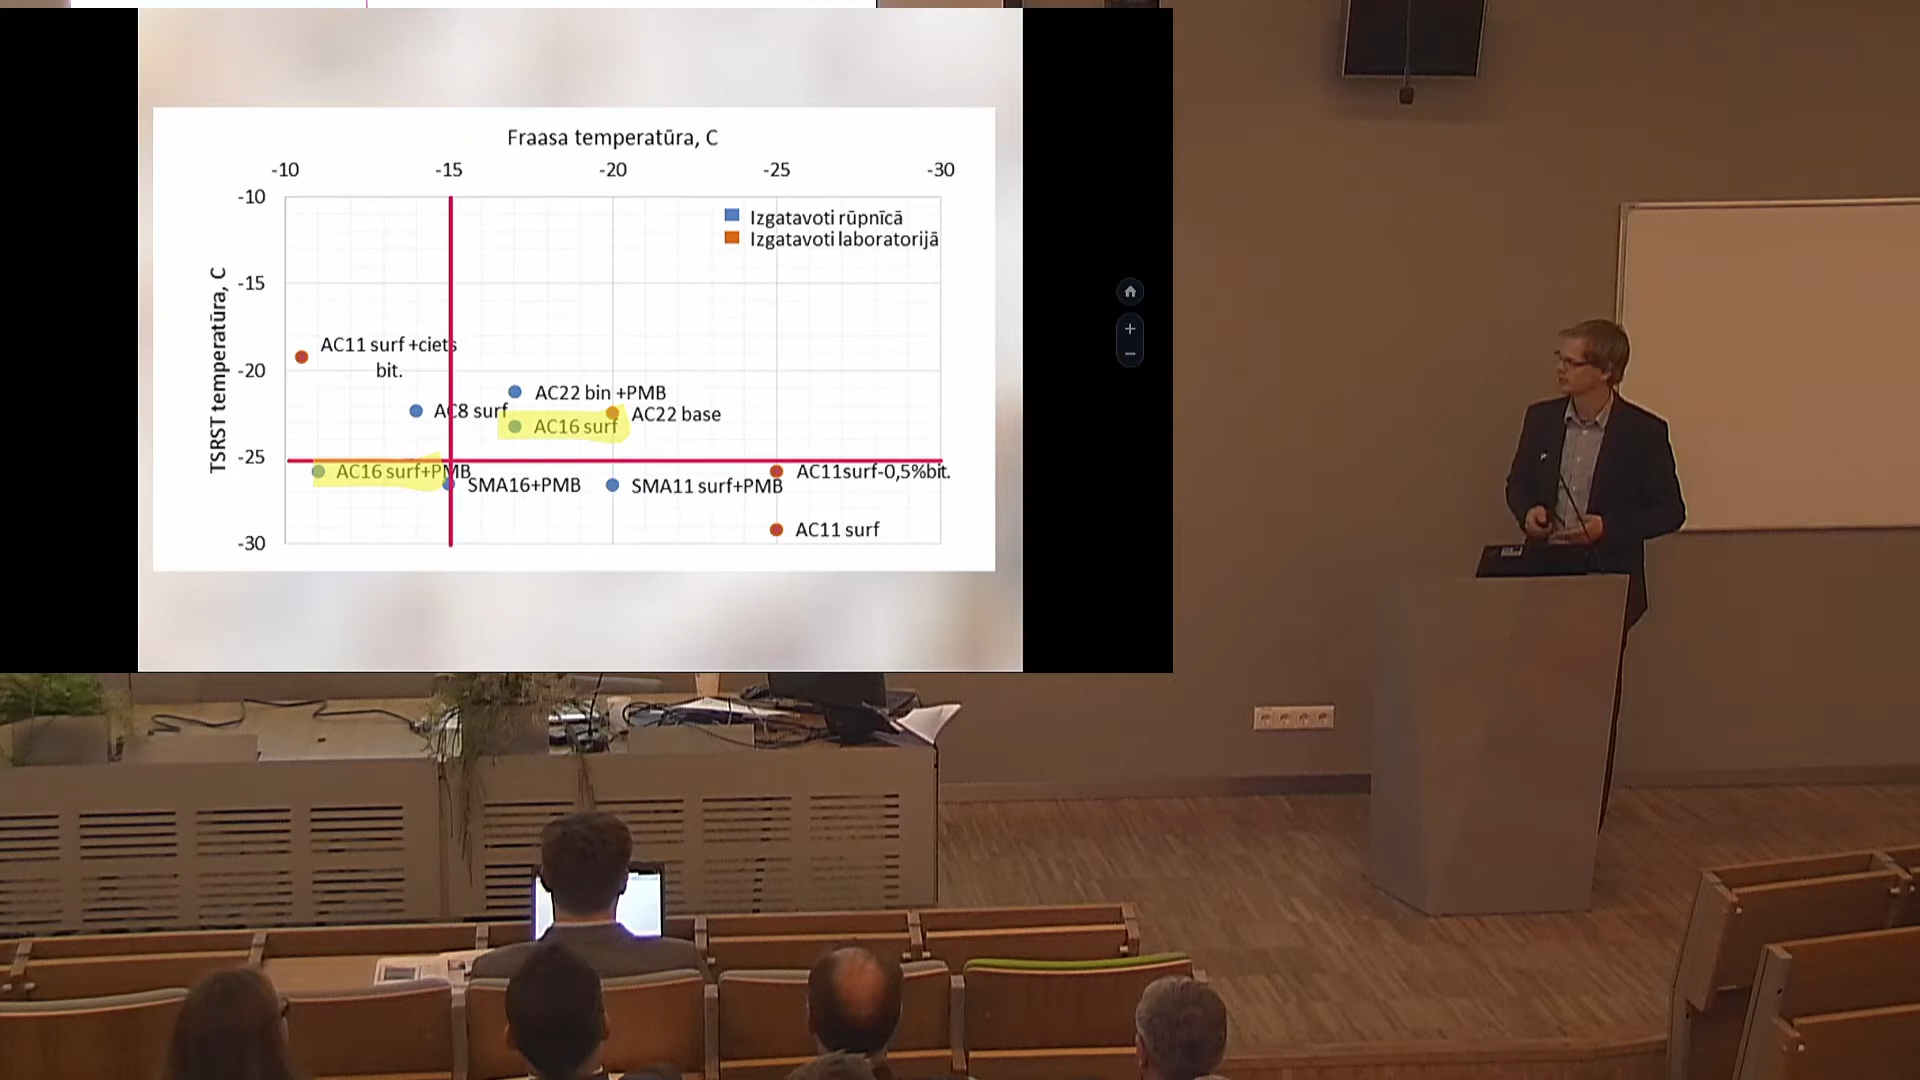 Fraasa temperatūra, C
-10 -15 -20 -25 -30
-10
Izgatavoti rūpnīcā
Izgatavoti laboratorijā
-15
TSRST temperatūra, C
AC11 surf +ciets
bit.
-20
AC22 bin +PMB
AC8 surf
AC22 base
AC16 surf
-25
AC16 surf+PMB
AC11surf-0,5%bit.
SMA16+PMB
SMA11 surf+PMB
AC11 surf
-30